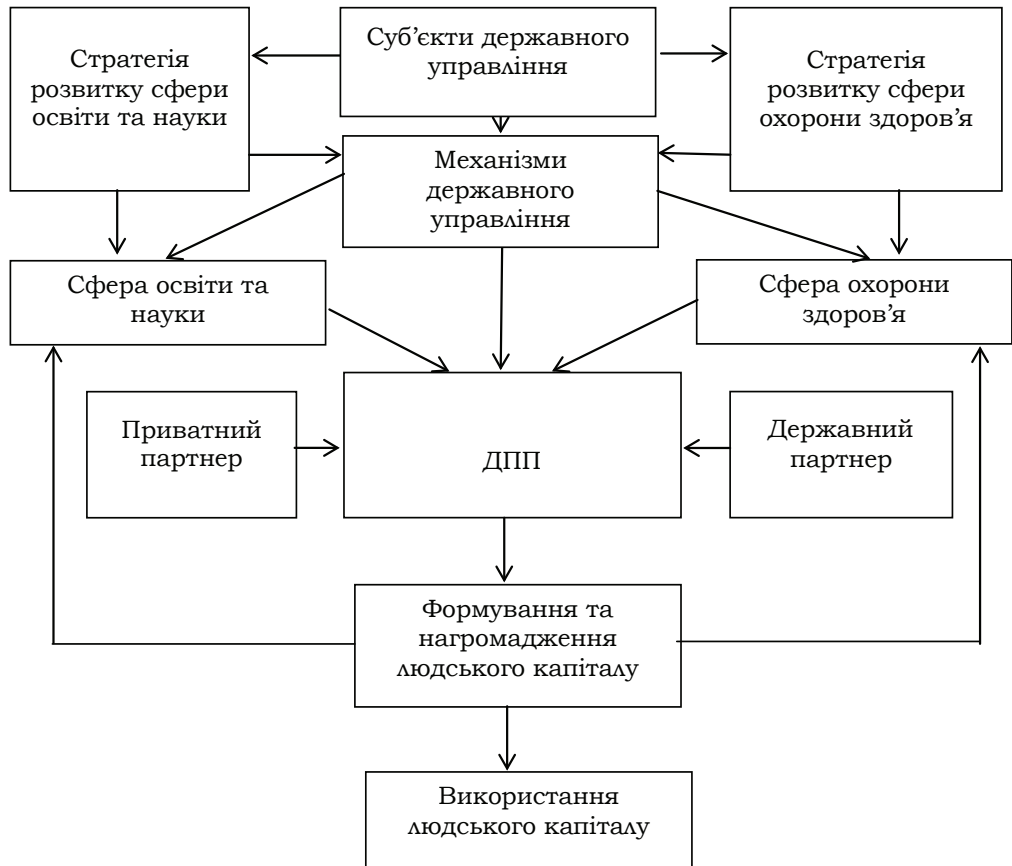 Суб’єкти державного
управління
Стратегія
розвитку сфери
освіти та науки
Стратегія
розвитку сфери
охорони здоров’я
Механізми
державного
управління
Сфера освіти та
науки
Сфера охорони
здоров’я
Приватний
партнер
ДПП
Державний
партнер
Формування та
нагромадження
людського капіталу
Використання
людського капіталу